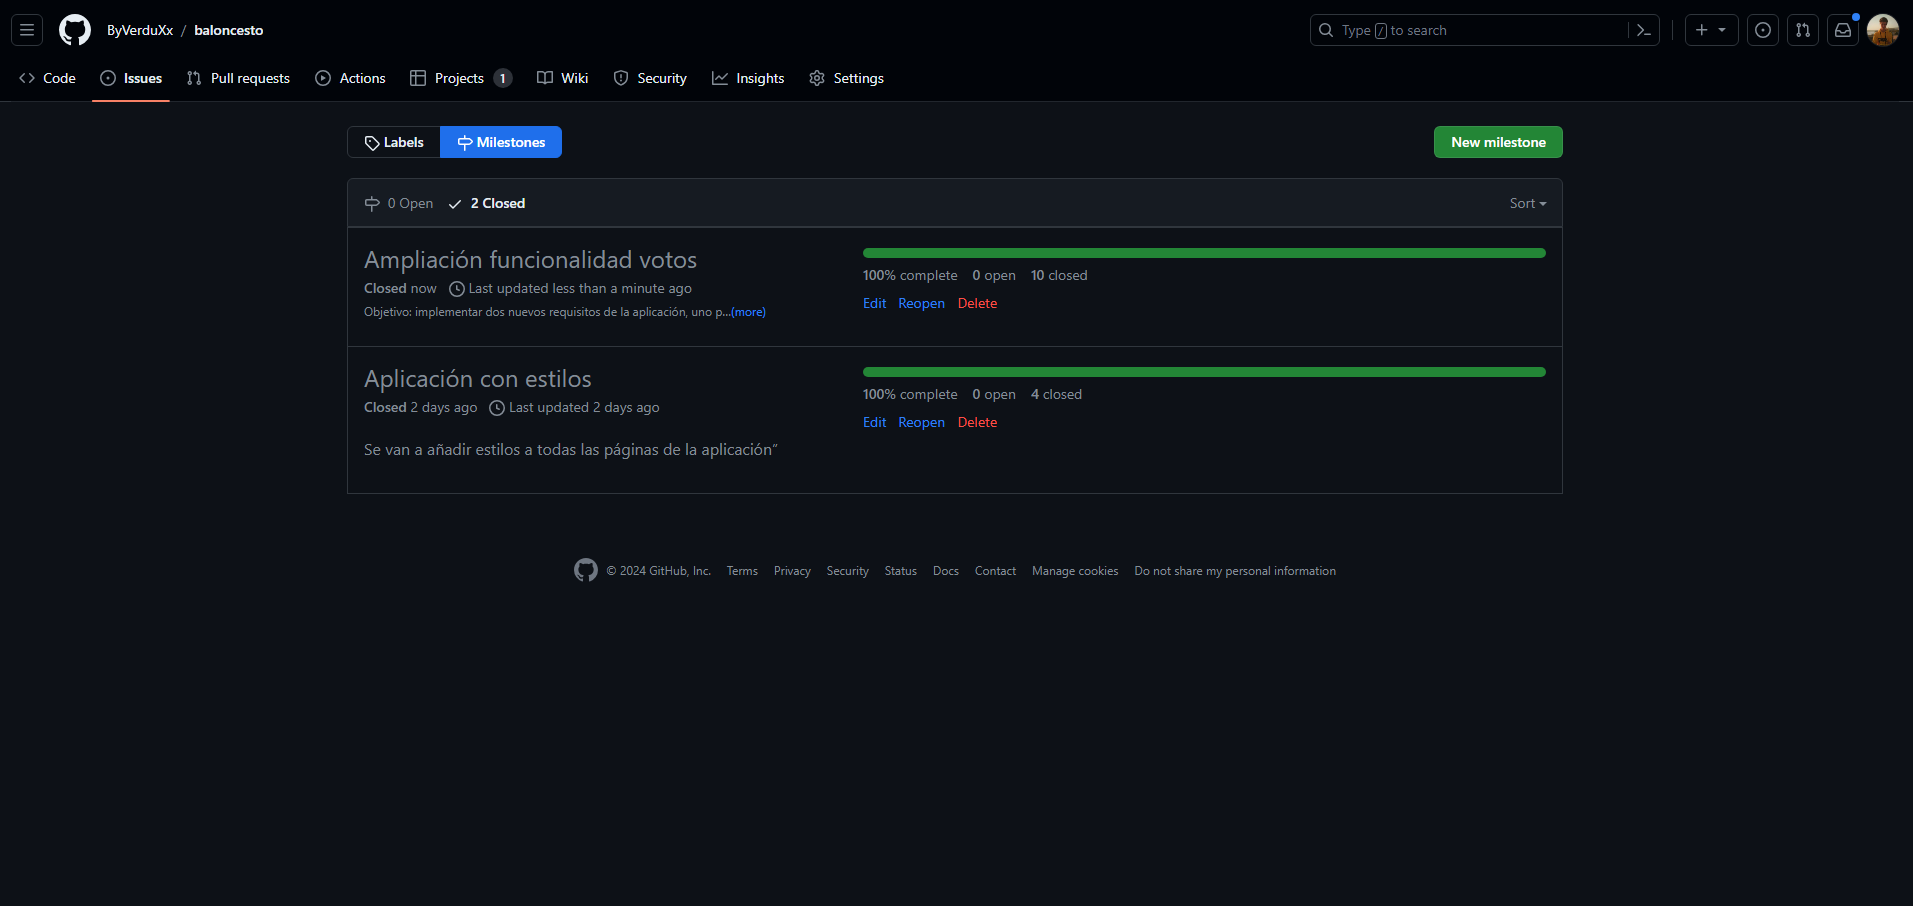 ByVerduXx / baloncesto
Type / to search
Code Issues Pull requests Actions Projects 1 Wiki Security Insights Settings
Labels Milestones New milestone
0 Open 2 Closed Sort
Ampliación funcionalidad votos
Closed now Last updated less than a minute ago
Objetivo: implementar dos nuevos requisitos de la aplicación, uno p...(more)
100% complete 0 open 10 closed
Edit Reopen Delete
Aplicación con estilos
Closed 2 days ago Last updated 2 days ago
Se van a añadir estilos a todas las páginas de la aplicación”
100% complete 0 open 4 closed
Edit Reopen Delete
© 2024 GitHub, Inc. Terms Privacy Security Status Docs Contact Manage cookies Do not share my personal information